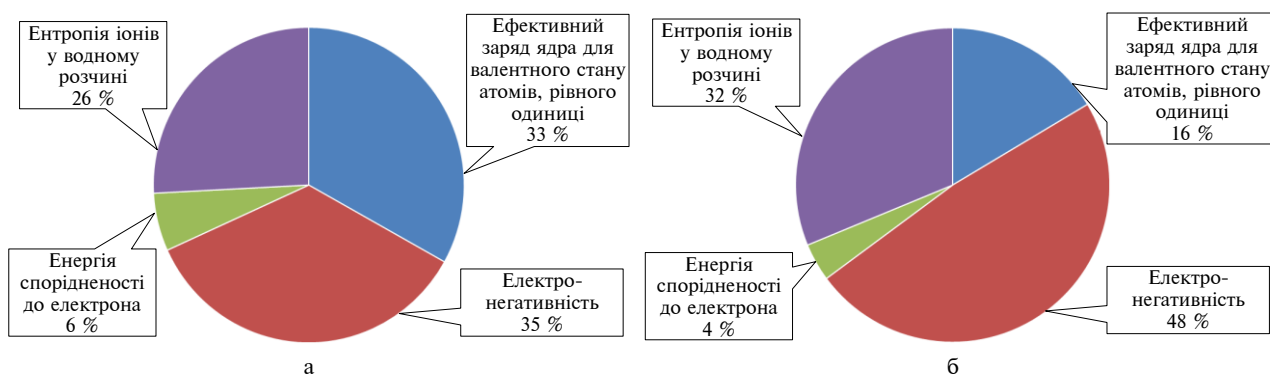 Ентропія іонів
у водному
розчині
26 %
Ефективний
заряд ядра для
валентного стану
атомів, рівного
одиниці
33 %
Енергія
спорідненості
до електрона
6 %
Електро-
негативність
35 %
а
Ентропія іонів
у водному
розчині
32 %
Ефективний
заряд ядра для
валентного стану
атомів, рівного
одиниці
16 %
Енергія
спорідненості
до електрона
4 %
Електро-
негативність
48 %
б